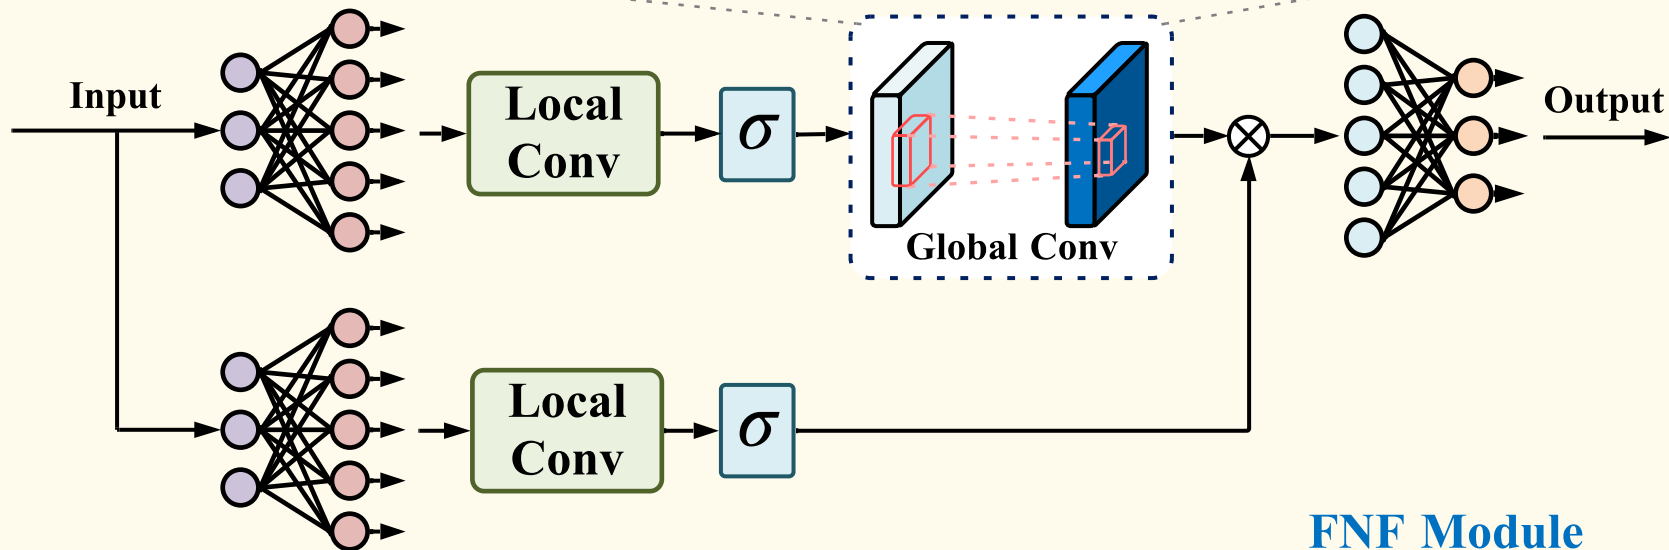 Input
Local
Conv
σ
Global Conv
Output
Local
Conv
σ
FNF Module